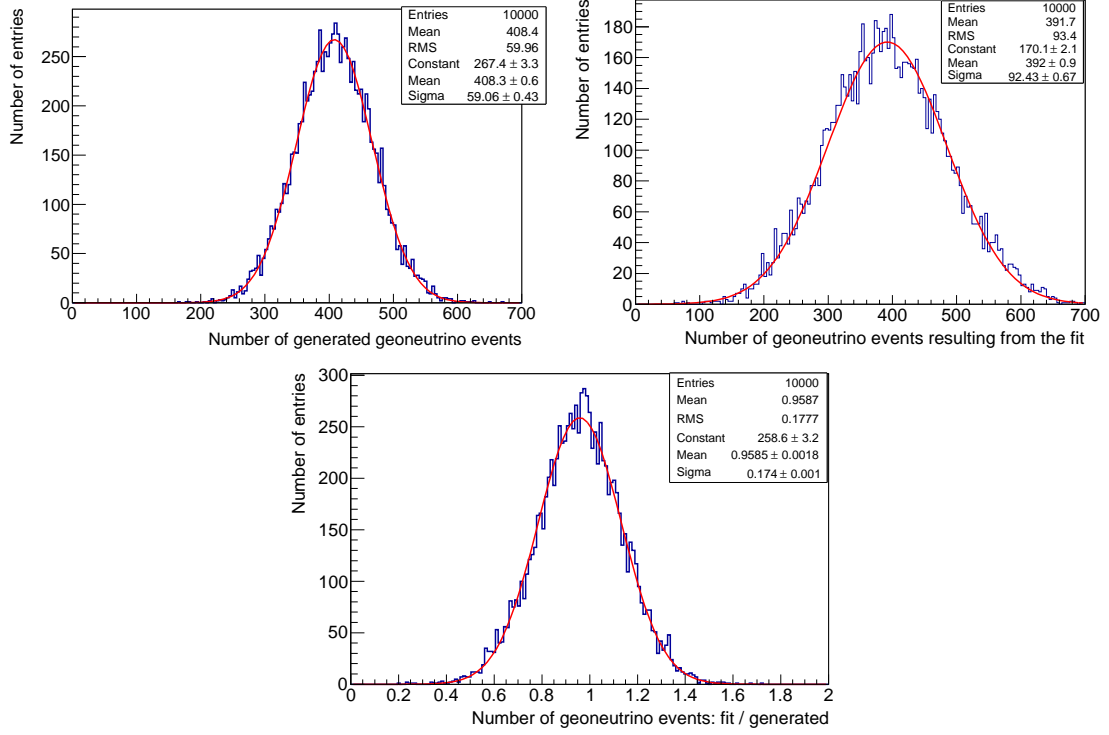 Number of entries
250
200
150
100
50
0
Entries 10000
Mean 408.4
RMS 59.96
Constant 267.4 ± 3.3
Mean 408.3 ± 0.6
Sigma 59.06 ± 0.43
0 100 200 300 400 500 600 700
Number of generated geoneutrino events
Number of entries
180
160
140
120
100
80
60
40
20
0
Entries 10000
Mean 391.7
RMS 93.4
Constant 170.1 ± 2.1
Mean 392 ± 0.9
Sigma 92.43 ± 0.67
0 100 200 300 400 500 600 700
Number of geoneutrino events resulting from the fit
Number of entries
300
250
200
150
100
50
0
Entries 10000
Mean 0.9587
RMS 0.1777
Constant 258.6 ± 3.2
Mean 0.9585 ± 0.0018
Sigma 0.174 ± 0.001
0 0.2 0.4 0.6 0.8 1 1.2 1.4 1.6 1.8 2
Number of geoneutrino events: fit / generated